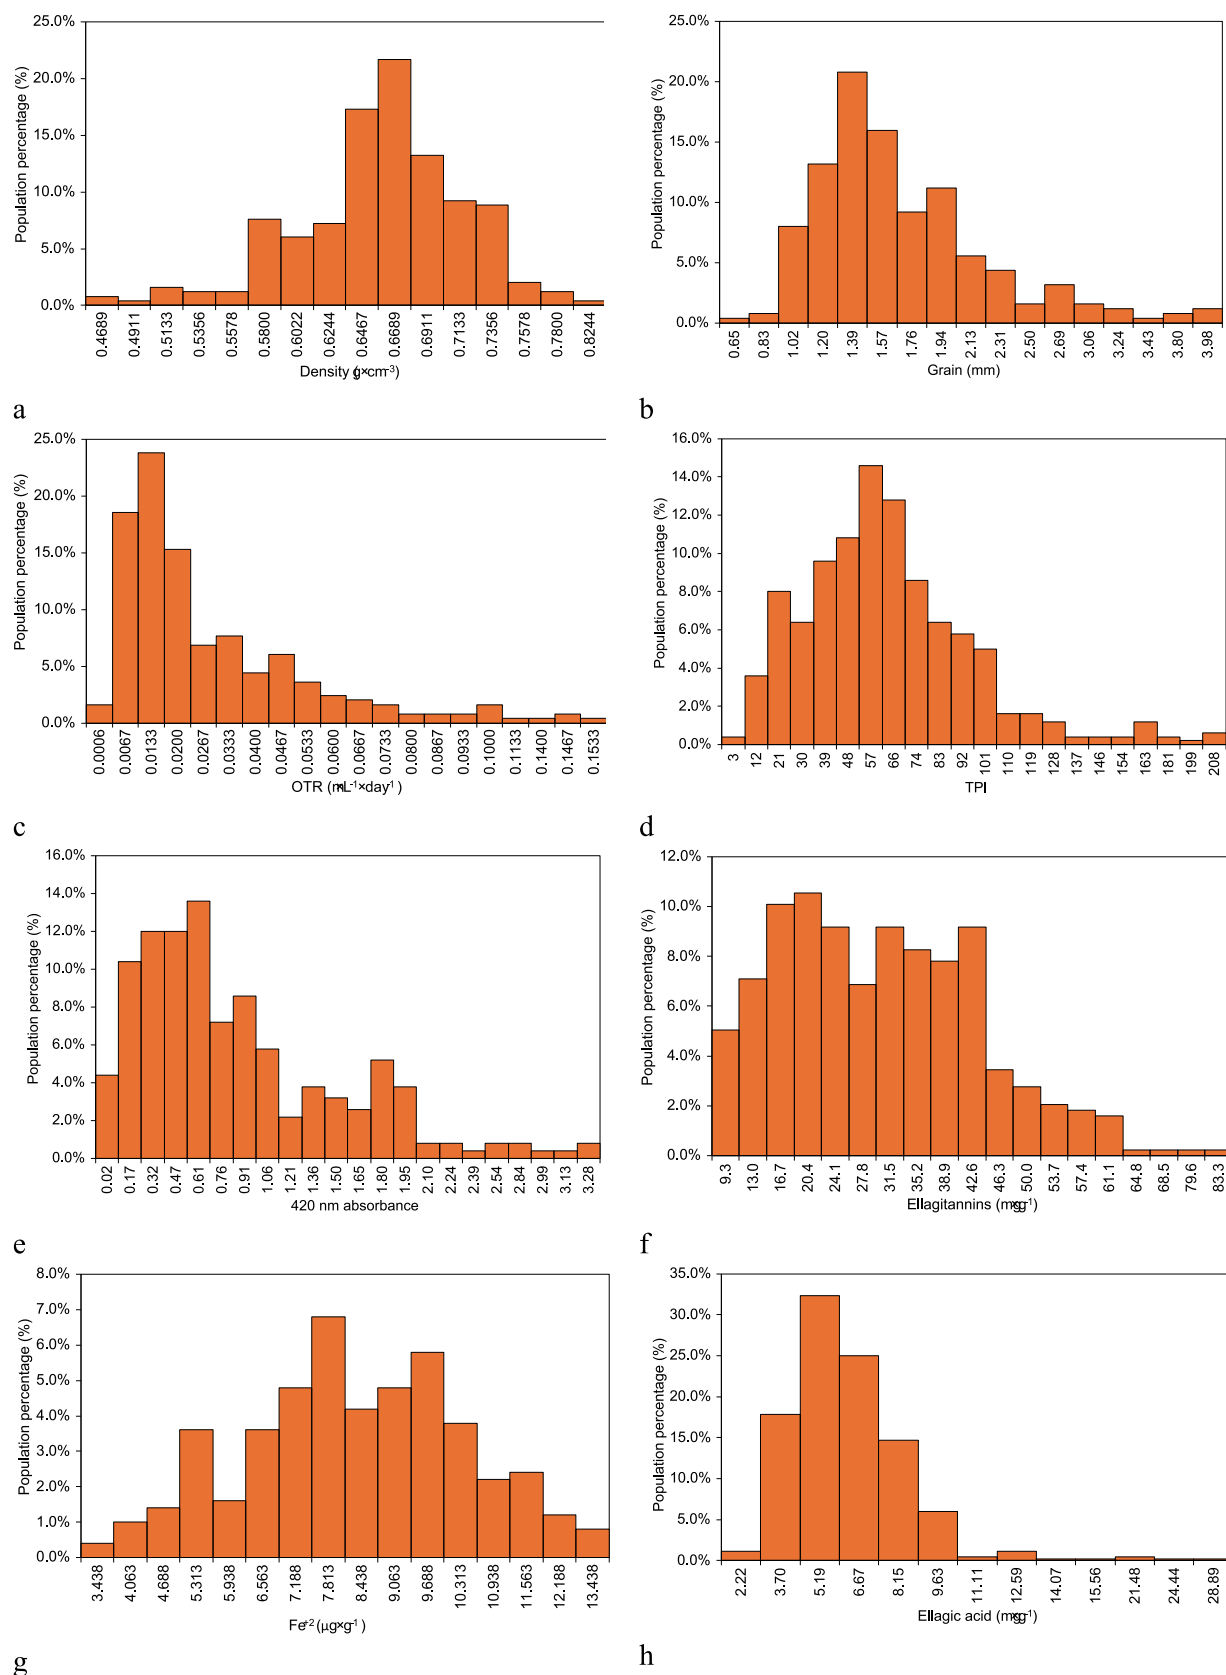 25.0%
20.0%
15.0%
10.0%
5.0%
0.0%
Population percentage (%)
0.4689 0.4911 0.5133 0.5356 0.5578 0.5800 0.6022 0.6244 0.6467 0.6689 0.6911 0.7133 0.7356 0.7578 0.7800 0.8244
Density (g×cm-3)
a
25.0%
20.0%
15.0%
10.0%
5.0%
0.0%
Population percentage (%)
0.65 0.83 1.02 1.20 1.39 1.57 1.76 1.94 2.13 2.31 2.50 2.69 3.06 3.24 3.43 3.80 3.98
Grain (mm)
b
25.0%
20.0%
15.0%
10.0%
5.0%
0.0%
Population percentage (%)
0.0006 0.0067 0.0133 0.0200 0.0267 0.0333 0.0400 0.0467 0.0533 0.0600 0.0667 0.0733 0.0800 0.0867 0.0933 0.1000 0.1133 0.1400 0.1467 0.1533
OTR (m×L-1×day-1)
c
16.0%
14.0%
12.0%
10.0%
8.0%
6.0%
4.0%
2.0%
0.0%
Population percentage (%)
3 12 21 30 39 48 57 66 74 83 92 101 110 119 128 137 146 154 163 181 199 208
TPI
d
16.0%
14.0%
12.0%
10.0%
8.0%
6.0%
4.0%
2.0%
0.0%
Population percentage (%)
0.02 0.17 0.32 0.47 0.61 0.76 0.91 1.06 1.21 1.36 1.50 1.65 1.80 1.95 2.10 2.24 2.39 2.54 2.84 2.99 3.13 3.28
420 nm absorbance
e
12.0%
10.0%
8.0%
6.0%
4.0%
2.0%
0.0%
Population percentage (%)
9.3 13.0 16.7 20.4 24.1 27.8 31.5 35.2 38.9 42.6 46.3 50.0 53.7 57.4 61.1 64.8 68.5 79.6 83.3
Ellagitannins (m×g-1)
f
8.0%
7.0%
6.0%
5.0%
4.0%
3.0%
2.0%
1.0%
0.0%
Population percentage (%)
3.438 4.063 4.688 5.313 5.938 6.563 7.188 7.813 8.438 9.063 9.688 10.313 10.938 11.563 12.188 13.438
Fe+2 (µg×g-1)
g
35.0%
30.0%
25.0%
20.0%
15.0%
10.0%
5.0%
0.0%
Population percentage (%)
2.22 3.70 5.19 6.67 8.15 9.63 11.11 12.59 14.07 15.56 21.48 24.44 28.89
Ellagic acid (m×g-1)
h